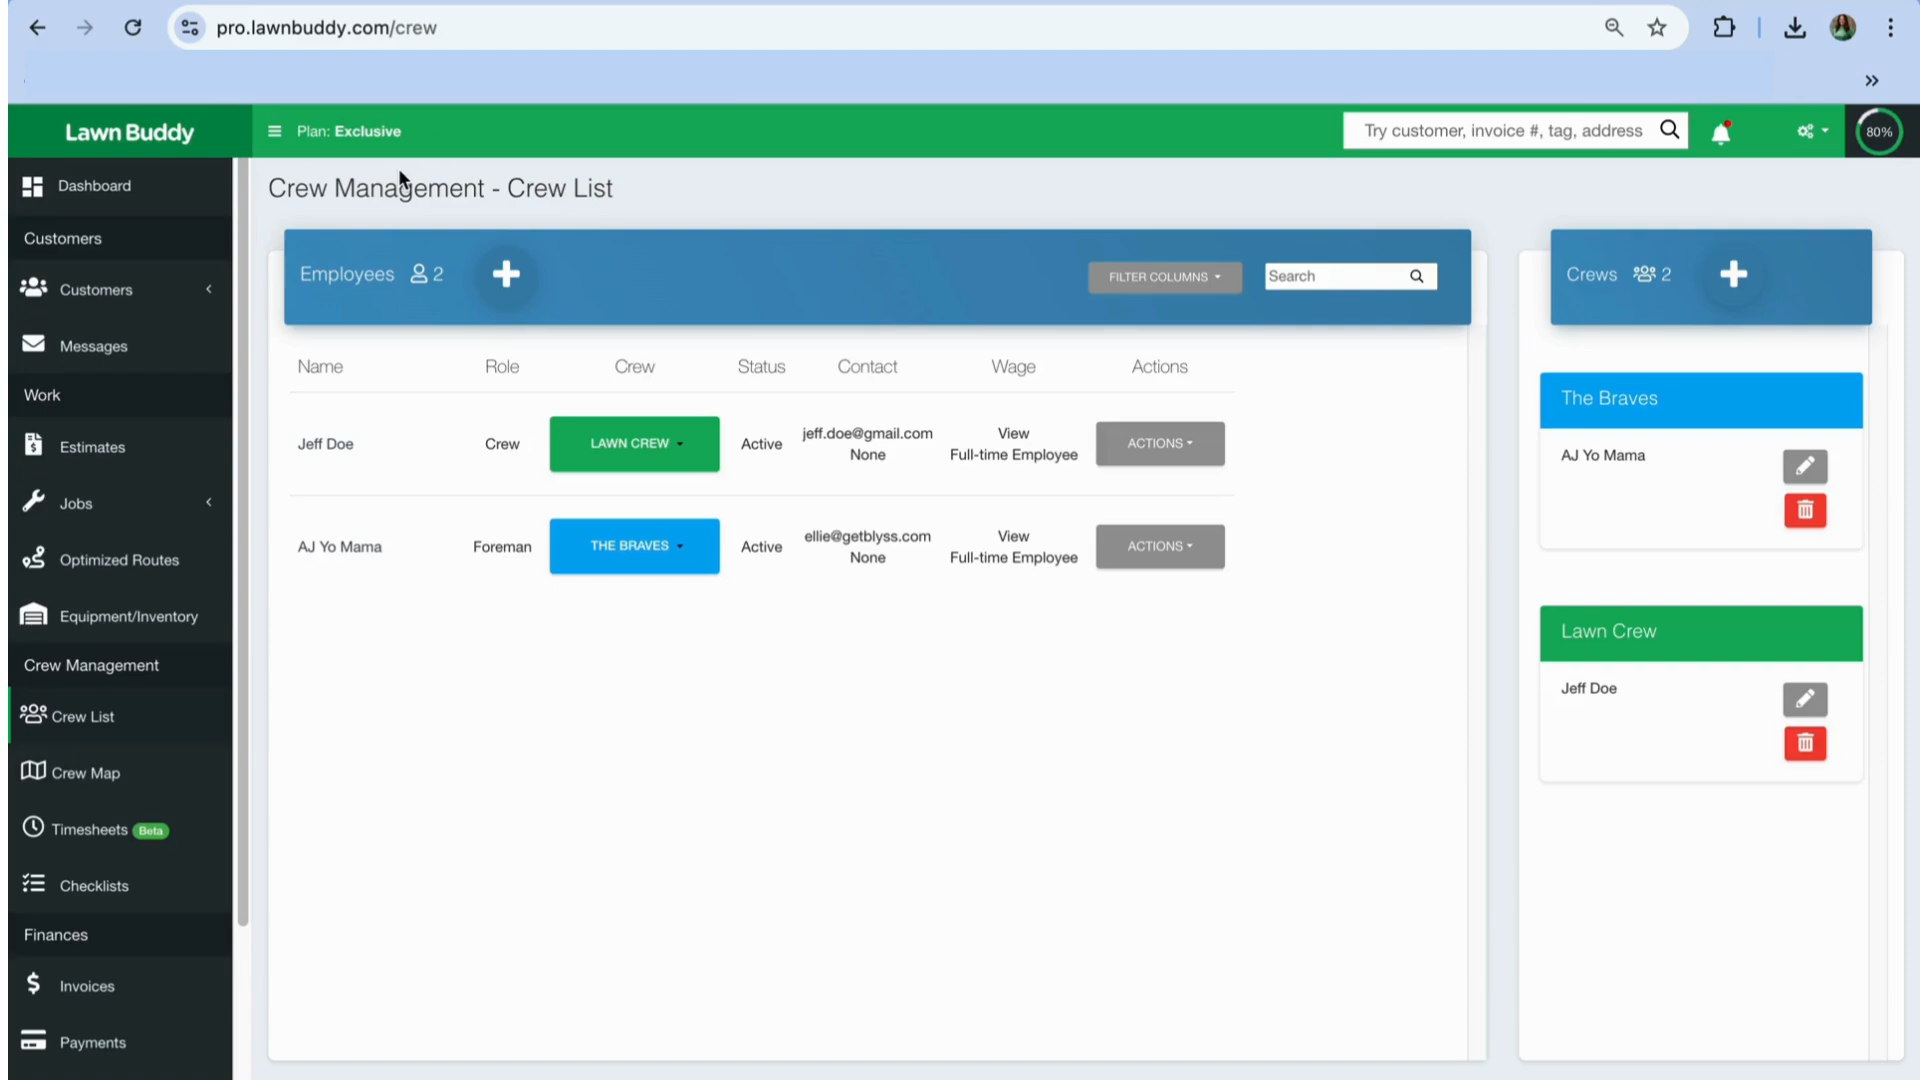 pro.lawnbuddy.com/crew
Lawn Buddy
Plan: Exclusive
Try customer, invoice #, tag, address
80%
Dashboard
Customers
Customers
Messages
Work
Estimates
Jobs
Optimized Routes
Equipment/Inventory
Crew Management
Crew List
Crew Map
Timesheets Beta
Checklists
Finances
Invoices
Payments
Crew Management - Crew List
Employees 2
FILTER COLUMNS
Search
Name Role Crew Status Contact Wage Actions
Jeff Doe Crew LAWN CREW Active jeff.doe@gmail.com View ACTIONS
None Full-time Employee
AJ Yo Mama Foreman THE BRAVES Active ellie@getblyss.com View ACTIONS
None Full-time Employee
Crews 2
The Braves
AJ Yo Mama
Lawn Crew
Jeff Doe